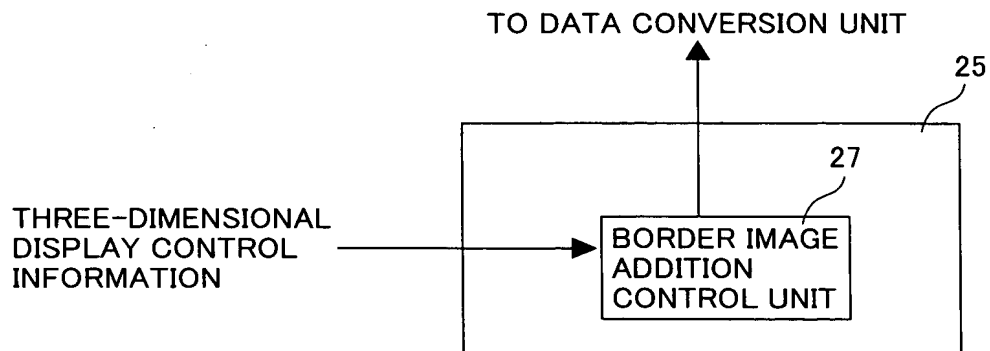 TO DATA CONVERSION UNIT
25
27
THREE-DIMENSIONAL
DISPLAY CONTROL
INFORMATION
BORDER IMAGE
ADDITION
CONTROL UNIT